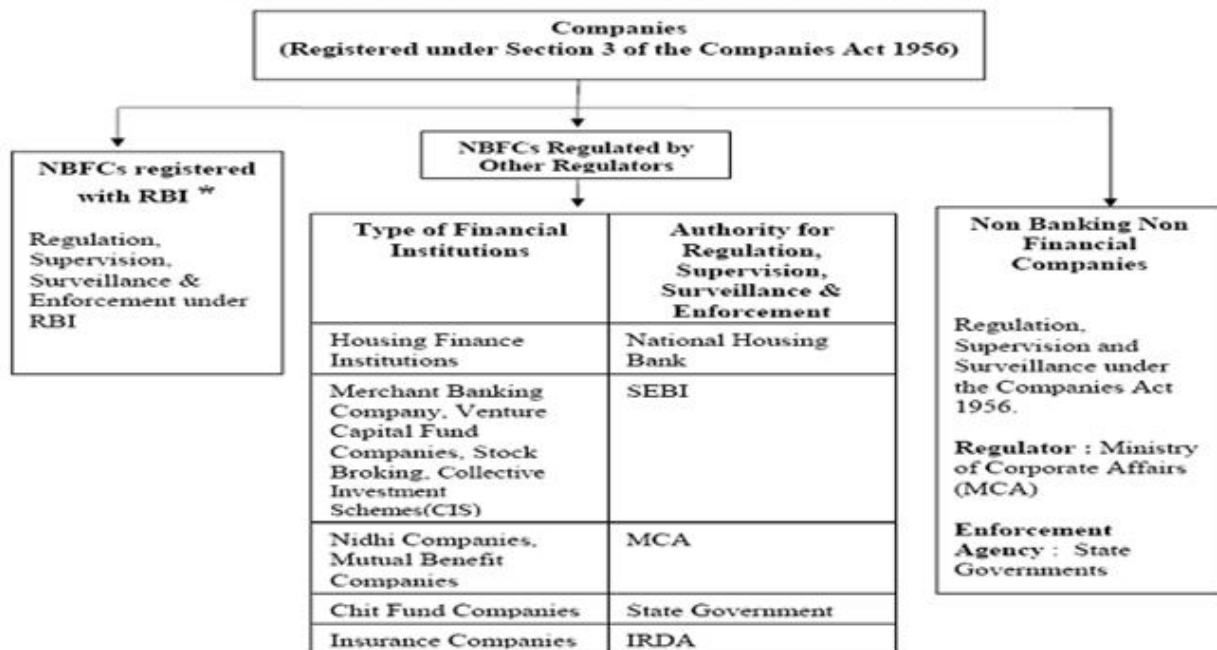 Companies
(Registered under Section 3 of the Companies Act 1956)
NBFCs registered
with RBI *
Regulation,
Supervision,
Surveillance &
Enforcement under
RBI
NBFCs Regulated by
Other Regulators
Type of Financial
Institutions
Authority for
Regulation,
Supervision,
Surveillance &
Enforcement
Housing Finance
Institutions
National Housing
Bank
Merchant Banking
Company, Venture
Capital Fund
Companies, Stock
Broking, Collective
Investment
Schemes(CIS)
SEBI
Nidhi Companies,
Mutual Benefit
Companies
MCA
Chit Fund Companies
State Government
Insurance Companies
IRDA
Non Banking Non
Financial
Companies
Regulation,
Supervision and
Surveillance under
the Companies Act
1956.
Regulator : Ministry
of Corporate Affairs
(MCA)
Enforcement
Agency : State
Governments